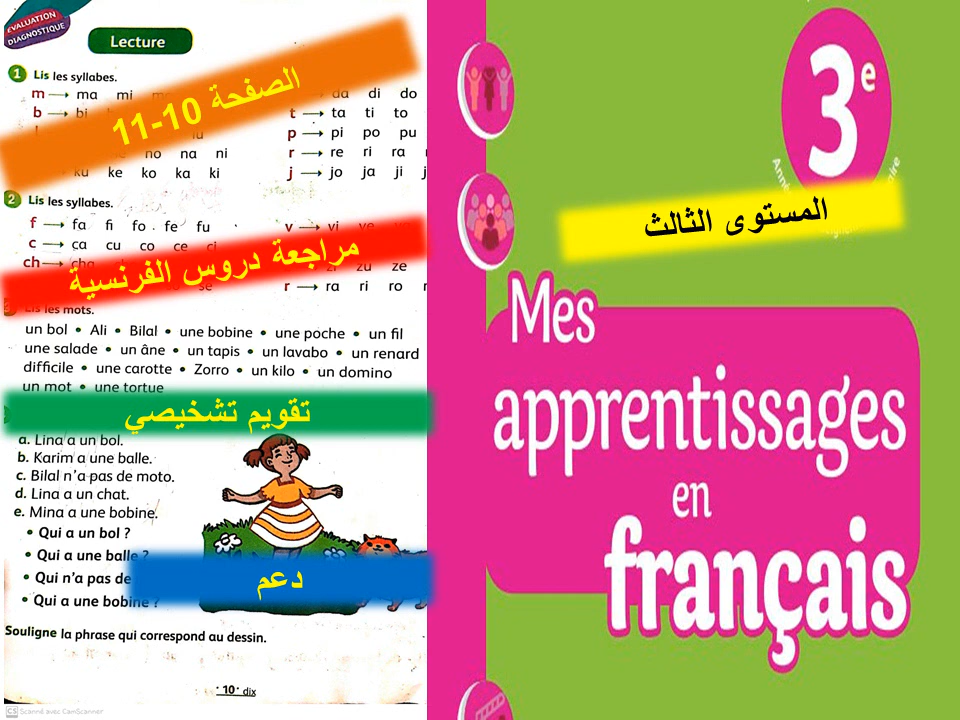 EVALUATION
DIAGNOSTIQUE
Lecture
1 Lis les syllabes.
m → ma mi
da di do
b → bi
t → ta ti to
الصفحة 10-11
p → pi po pu
no na ni
r → re ri ra
ku ke ko ka ki
j → jo ja ji
2 Lis les syllabes.
f → fa fi fo fe fu
v → vi ve
c → ca cu co ce ci
ch → cha
zi zu ze
مراجعة دروس الفرنسية
se
r → ra ri ro
Lis les mots.
un bol • Ali • Bilal • une bobine • une poche • un fil
une salade • un âne • un tapis • un lavabo • un renard
difficile • une carotte • Zorro • un kilo • un domino
un mot • une tortue
تقويم تشخيصي
a. Lina a un bol.
b. Karim a une balle.
c. Bilal n'a pas de moto.
d. Lina a un chat.
e. Mina a une bobine.
• Qui a un bol ?
• Qui a une balle ?
• Qui n'a pas de
دعم
• Qui a une bobine ?
Souligne la phrase qui correspond au dessin.
10 dix
CS Scanné avec CamScanner
3e
المستوى الثالث
Mes
apprentissages
en
français